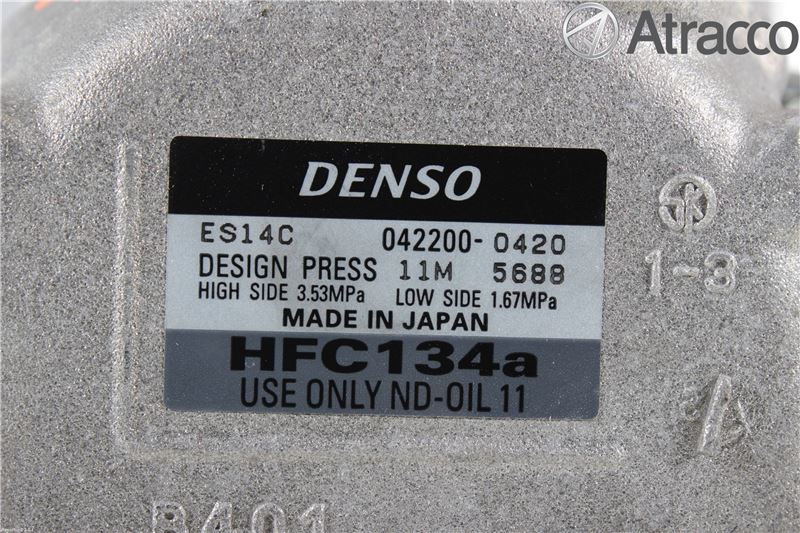 Atracco
DENSO
ES14C 042200-0420
DESIGN PRESS 11M 5688
HIGH SIDE 3.53MPa LOW SIDE 1.67MPa
MADE IN JAPAN
HFC134a
USE ONLY ND-OIL 11
1-3
B401